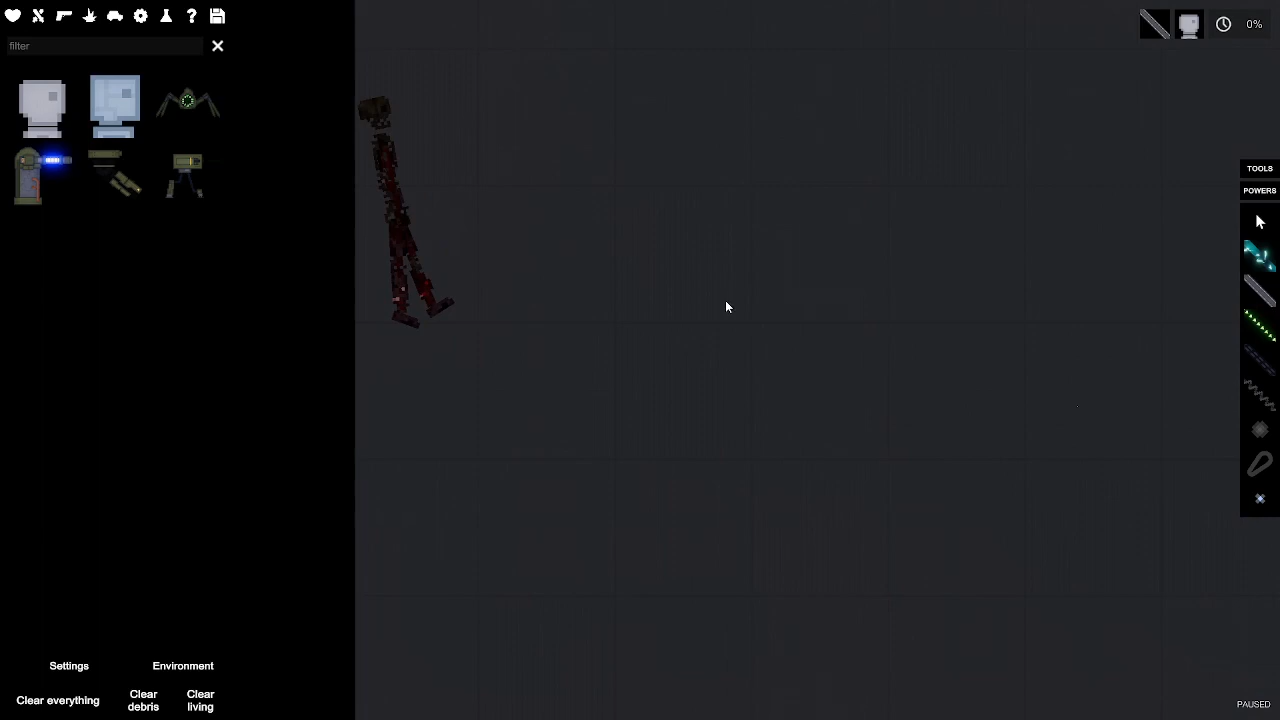 0%
filter
TOOLS
POWERS
Settings
Environment
Clear everything
Clear
debris
Clear
living
PAUSED